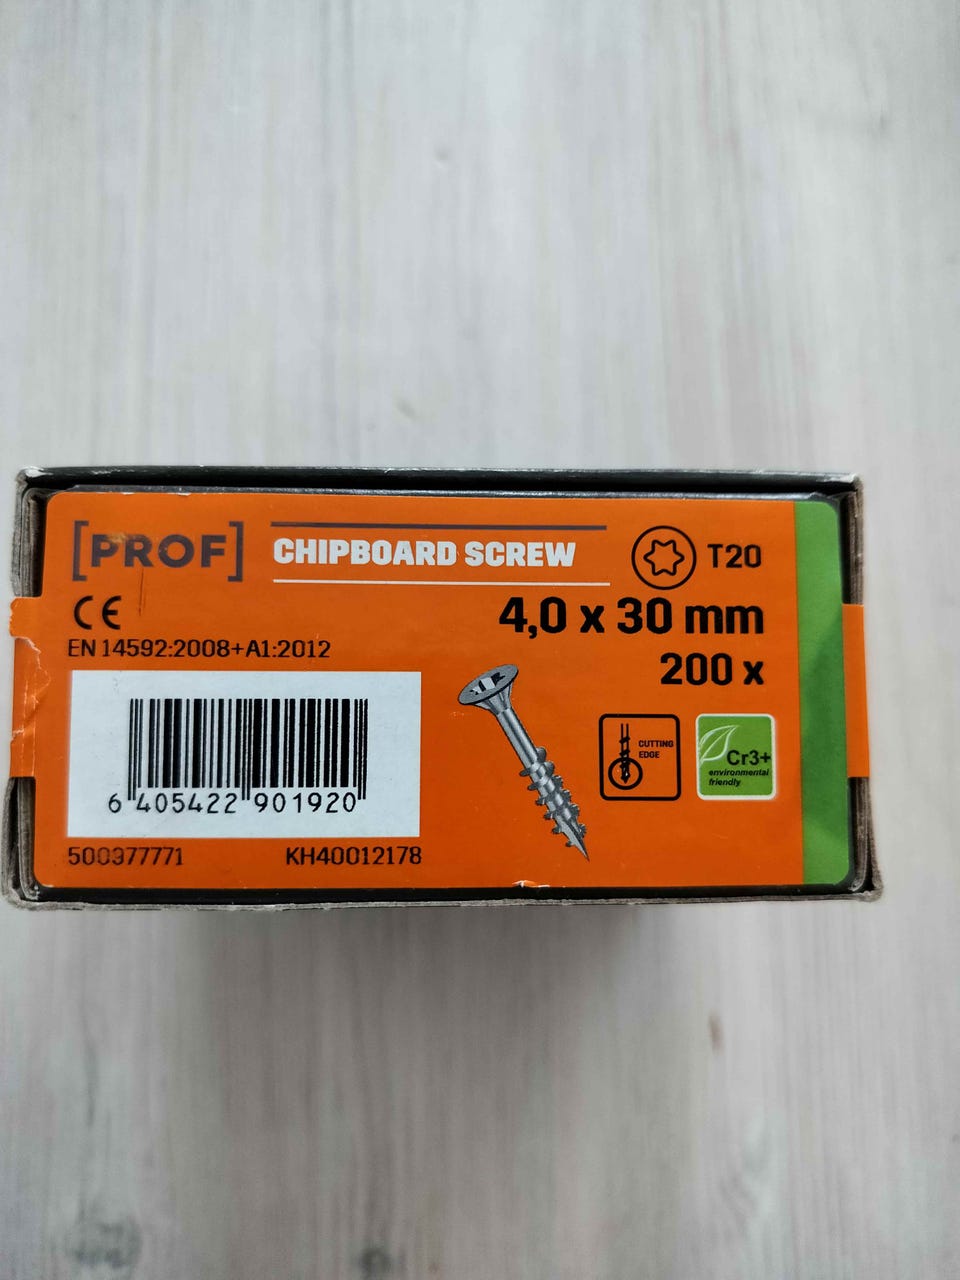 [PROF]
CHIPBOARD SCREW
T20
CE
4,0 x 30 mm
EN 14592:2008+A1:2012
200 x
CUTTING
EDGE
Cr3+
environmental
friendly
6 405422 901920
500377771
KH40012178